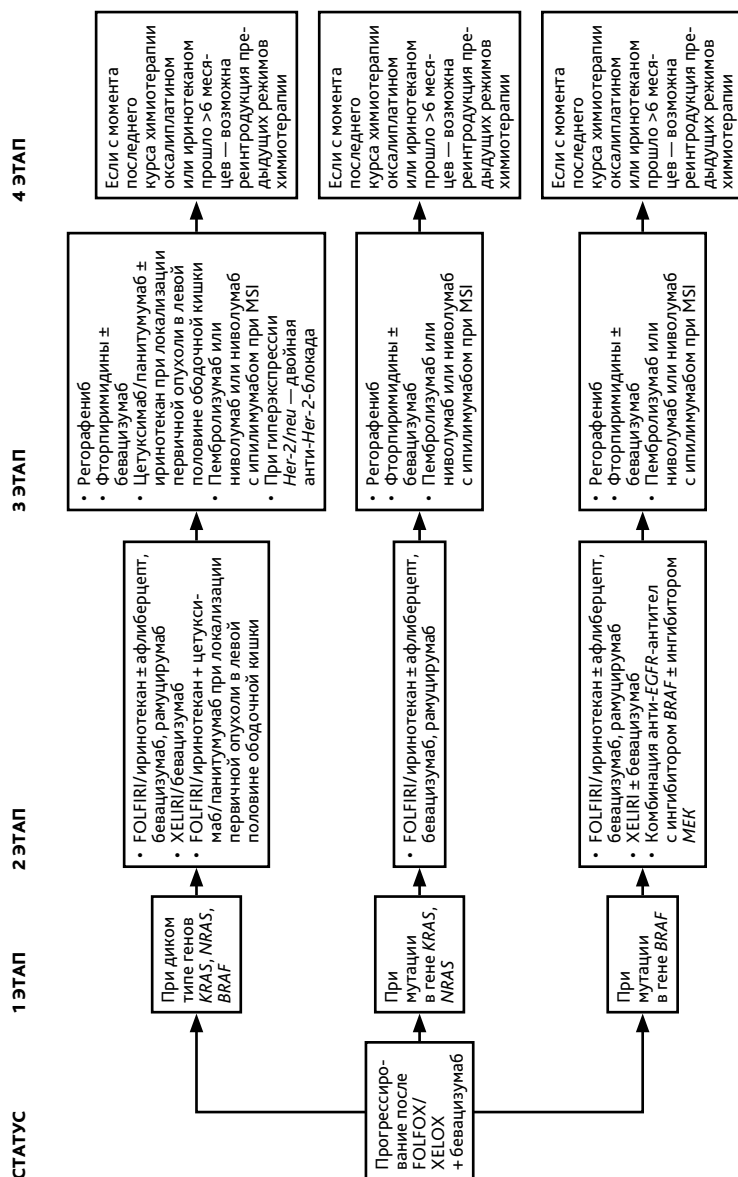 СТАТУС
1 ЭТАП
2 ЭТАП
3 ЭТАП
4 ЭТАП
Прогрессиро-
вание после
FOLFOX/
XELOX
+ бевацизумаб
При диком
типе генов
KRAS, NRAS,
BRAF
• FOLFIRI/иринотекан ± афлиберцепт,
бевацизумаб, рамуцирумаб
• XELIRI/бевацизумаб
• FOLFIRI/иринотекан + цетукси-
маб/панитумумаб при локализации
первичной опухоли в левой
половине ободочной кишки
• Регорафениб
• Фторпиримидины ±
бевацизумаб
• Цетуксимаб/панитумумаб ±
иринотекан при локализации
первичной опухоли в левой
половине ободочной кишки
• Пембролизумаб или
ниволумаб или ниволумаб
с ипилимумабом при MSI
• При гиперэкспрессии
Her-2/neu — двойная
анти-Her-2-блокада
Если с момента
последнего
курса химиотерапии
оксалиплатином
или иринотеканом
прошло >6 меся-
цев — возможна
реинтродукция пре-
дыдущих режимов
химиотерапии
При
мутации
в гене KRAS,
NRAS
• FOLFIRI/иринотекан ± афлиберцепт,
бевацизумаб, рамуцирумаб
• Регорафениб
• Фторпиримидины ±
бевацизумаб
• Пембролизумаб или
ниволумаб или ниволумаб
с ипилимумабом при MSI
Если с момента
последнего
курса химиотерапии
оксалиплатином
или иринотеканом
прошло >6 меся-
цев — возможна
реинтродукция пре-
дыдущих режимов
химиотерапии
При
мутации
в гене BRAF
• FOLFIRI/иринотекан ± афлиберцепт,
бевацизумаб, рамуцирумаб
• XELIRI ± бевацизумаб
• Комбинация анти-EGFR-антител
с ингибитором BRAF ± ингибитором
MEK
• Регорафениб
• Фторпиримидины ±
бевацизумаб
• Пембролизумаб или
ниволумаб или ниволумаб
с ипилимумабом при MSI
Если с момента
последнего
курса химиотерапии
оксалиплатином
или иринотеканом
прошло >6 меся-
цев — возможна
реинтродукция пре-
дыдущих режимов
химиотерапии